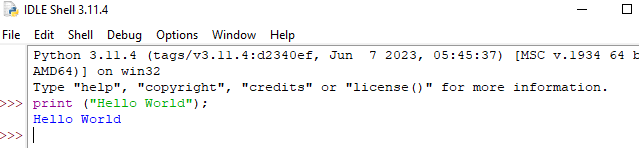 IDLE Shell 3.11.4
File Edit Shell Debug Options Window Help
Python 3.11.4 (tags/v3.11.4:d2340ef, Jun  7 2023, 05:45:37) [MSC v.1934 64 b
AMD64)] on win32
Type "help", "copyright", "credits" or "license()" for more information.
>>> print ("Hello World");
Hello World
>>>